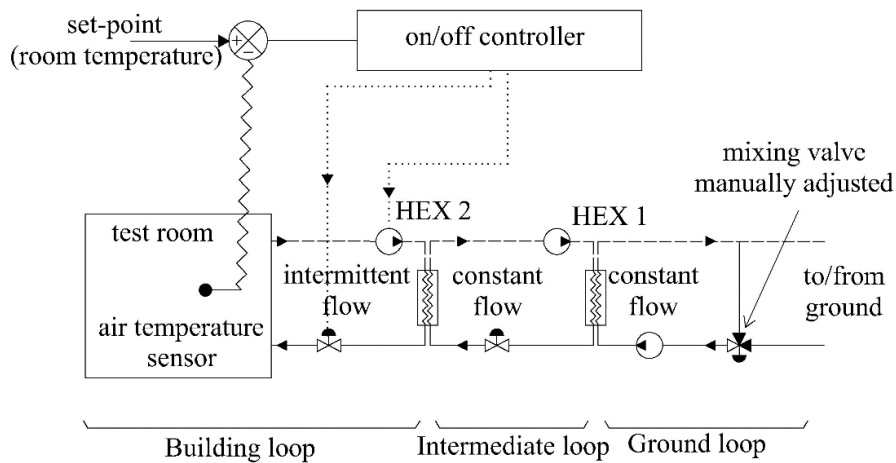 set-point
(room temperature)
+
−
on/off controller
mixing valve
manually adjusted
HEX 2
HEX 1
test room
intermittent
flow
constant
flow
constant
flow
to/from
ground
air temperature
sensor
Building loop
Intermediate loop
Ground loop